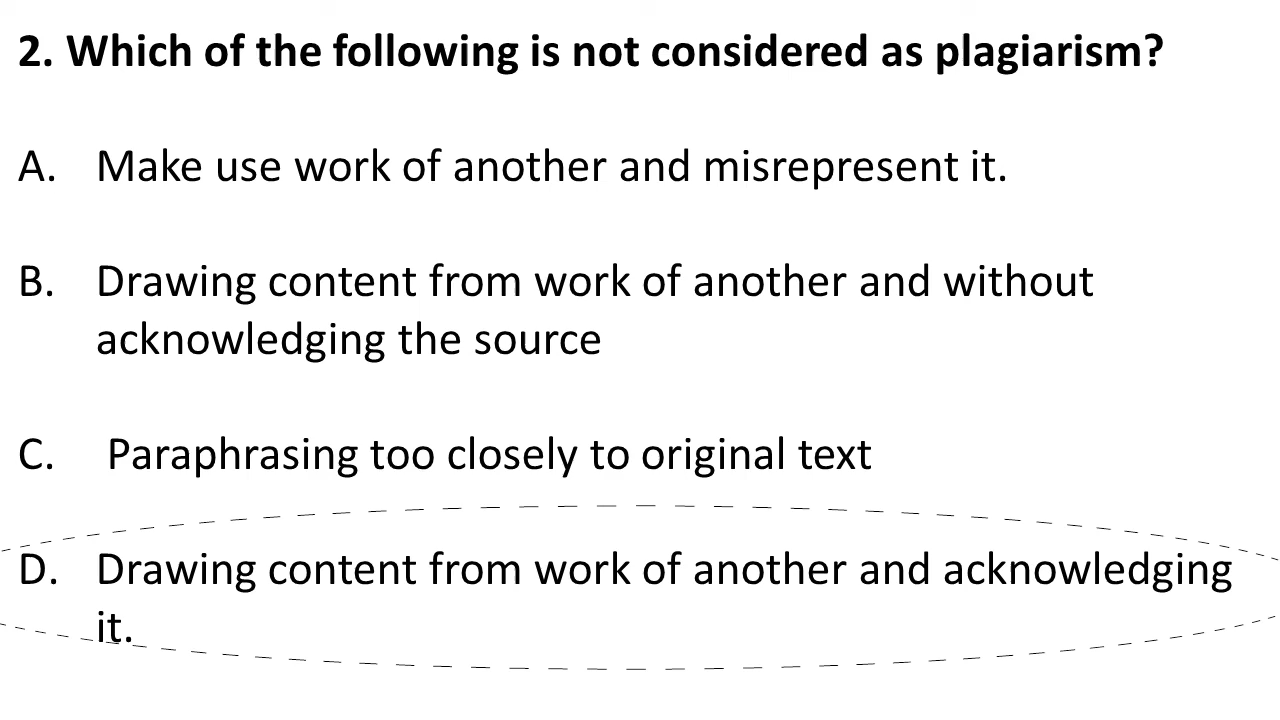 2. Which of the following is not considered as plagiarism?
A. Make use work of another and misrepresent it.
B. Drawing content from work of another and without
acknowledging the source
C. Paraphrasing too closely to original text
D. Drawing content from work of another and acknowledging
it.